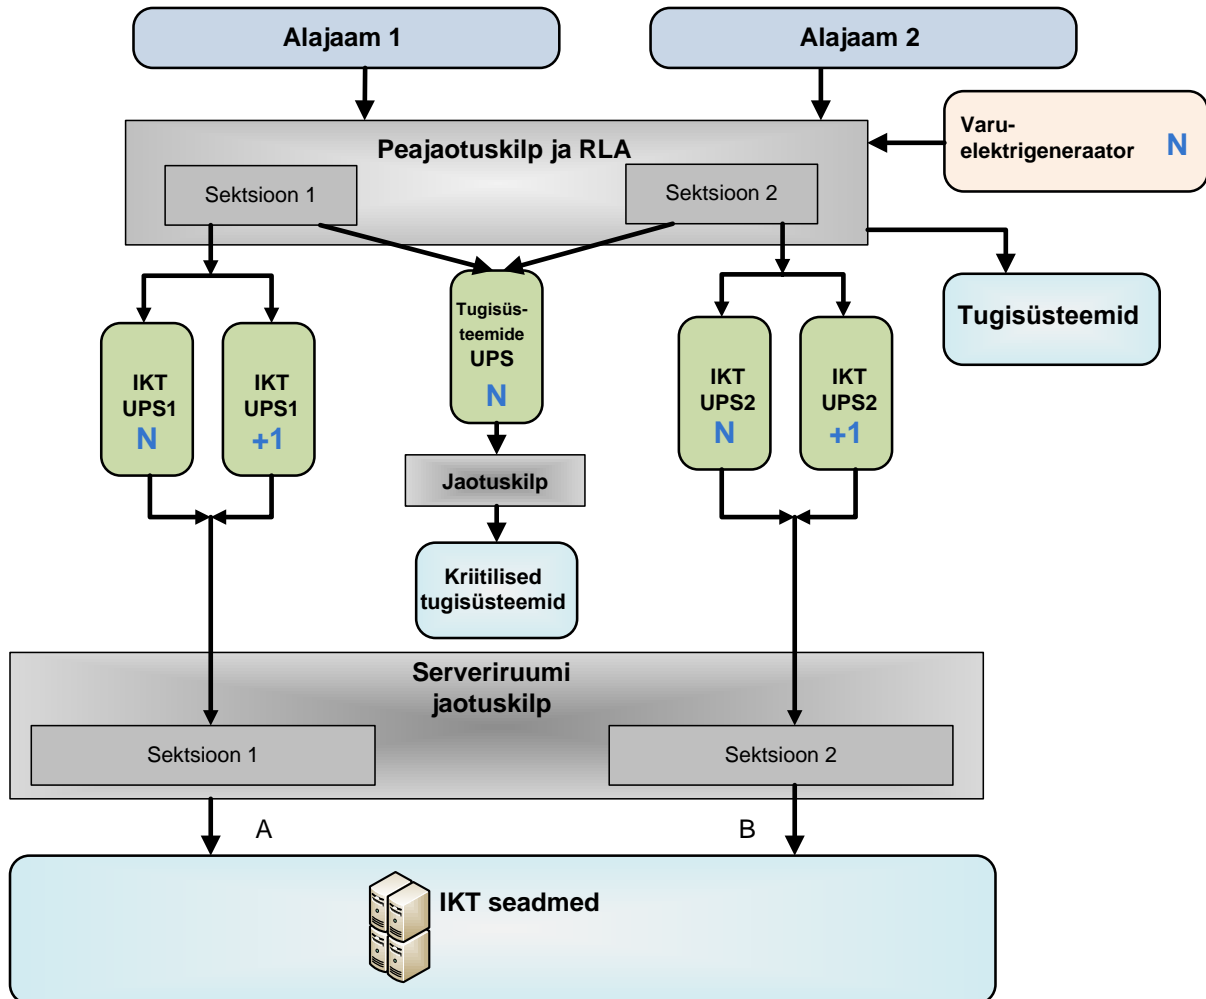 Alajaam 1
Alajaam 2
Peajaotuskilp ja RLA
Varu-
elektrigeneraator
N
Sektsioon 1
Sektsioon 2
Tugisüsteemid
Tugisüs-
teemide
UPS
N
IKT
UPS1
N
IKT
UPS1
+1
IKT
UPS2
N
IKT
UPS2
+1
Jaotuskilp
Kriitilised
tugisüsteemid
Serveriruumi
jaotuskilp
Sektsioon 1
Sektsioon 2
A
B
IKT seadmed